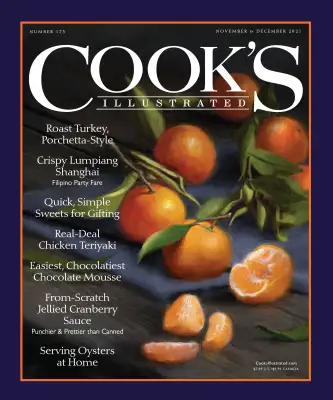 NUMBER 173
NOVEMBER & DECEMBER 2021
COOK'S
ILLUSTRATED
Roast Turkey,
Porchetta-Style
Crispy Lumpiang
Shanghai
Filipino Party Fare
Quick, Simple
Sweets for Gifting
Real-Deal
Chicken Teriyaki
Easiest, Chocolatiest
Chocolate Mousse
From-Scratch
Jellied Cranberry
Sauce
Punchier & Prettier than Canned
Serving Oysters
at Home
CooksIllustrated.com